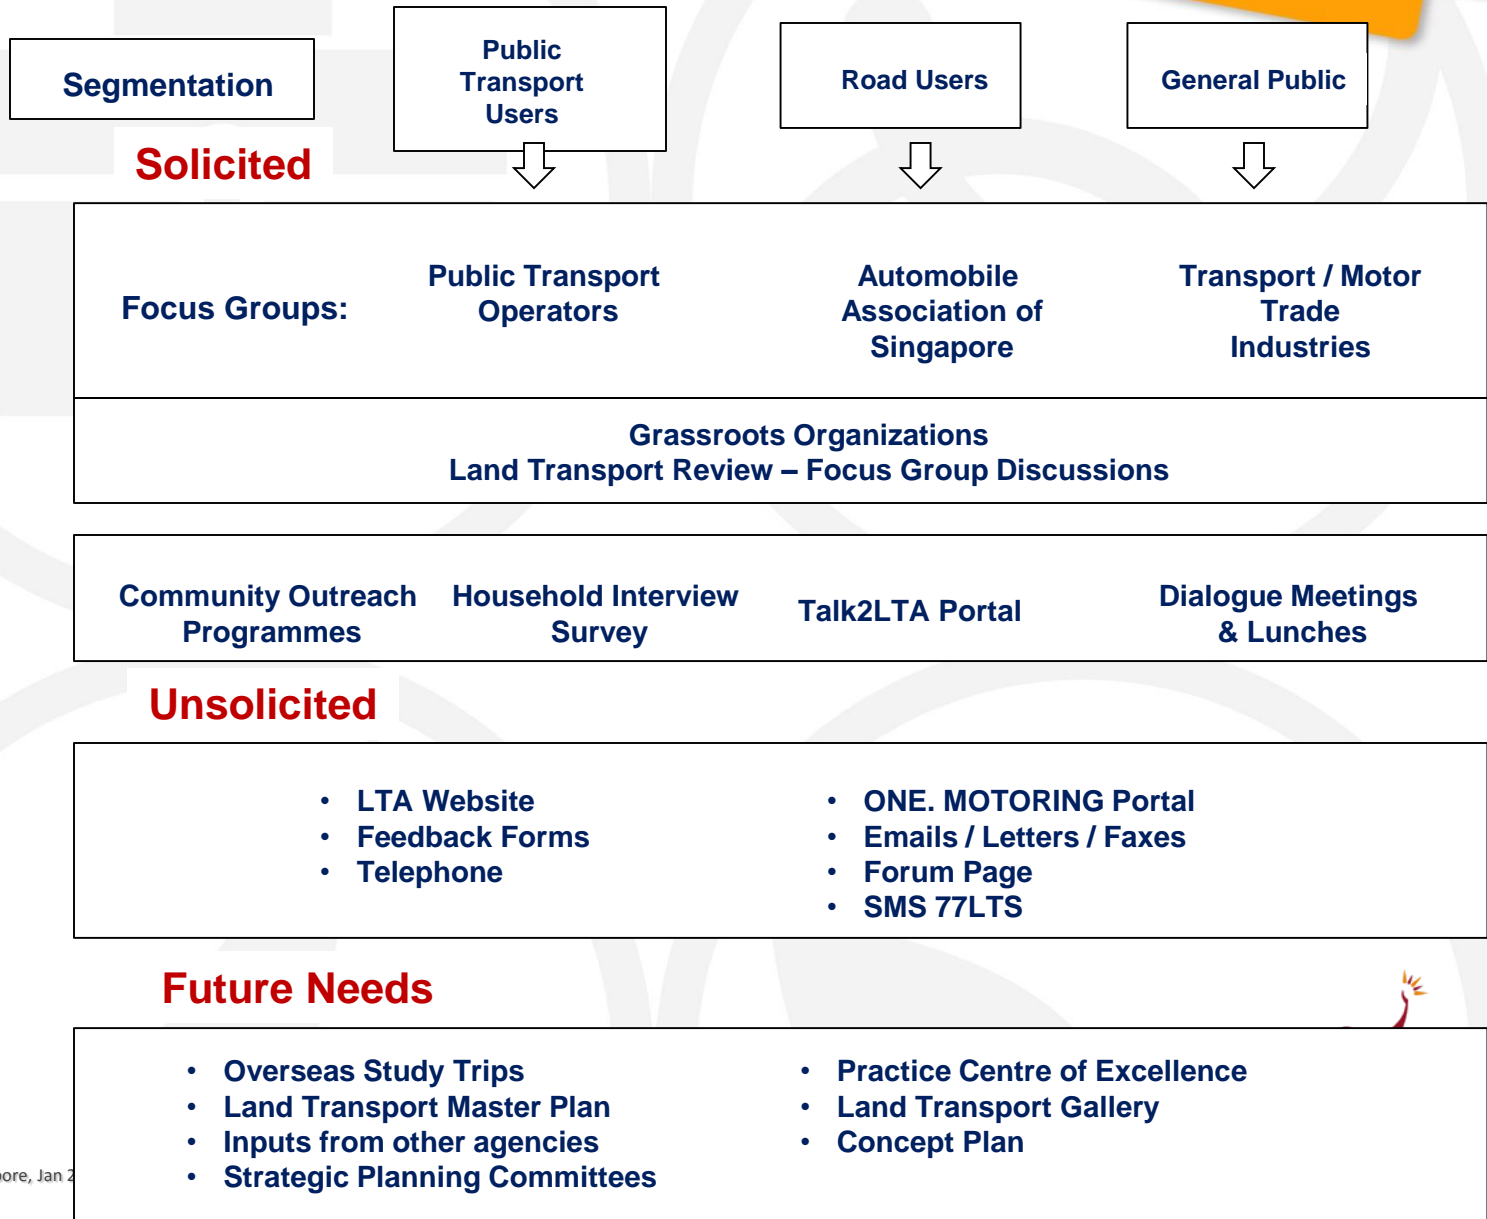 Segmentation
Public
Transport
Users
Road Users
General Public
Solicited
Focus Groups:
Public Transport
Operators
Automobile
Association of
Singapore
Transport / Motor
Trade
Industries
Grassroots Organizations
Land Transport Review – Focus Group Discussions
Community Outreach
Programmes
Household Interview
Survey
Talk2LTA Portal
Dialogue Meetings
& Lunches
Unsolicited
• LTA Website
• Feedback Forms
• Telephone
• ONE. MOTORING Portal
• Emails / Letters / Faxes
• Forum Page
• SMS 77LTS
Future Needs
• Overseas Study Trips
• Land Transport Master Plan
• Inputs from other agencies
• Strategic Planning Committees
• Practice Centre of Excellence
• Land Transport Gallery
• Concept Plan
ore, Jan 2